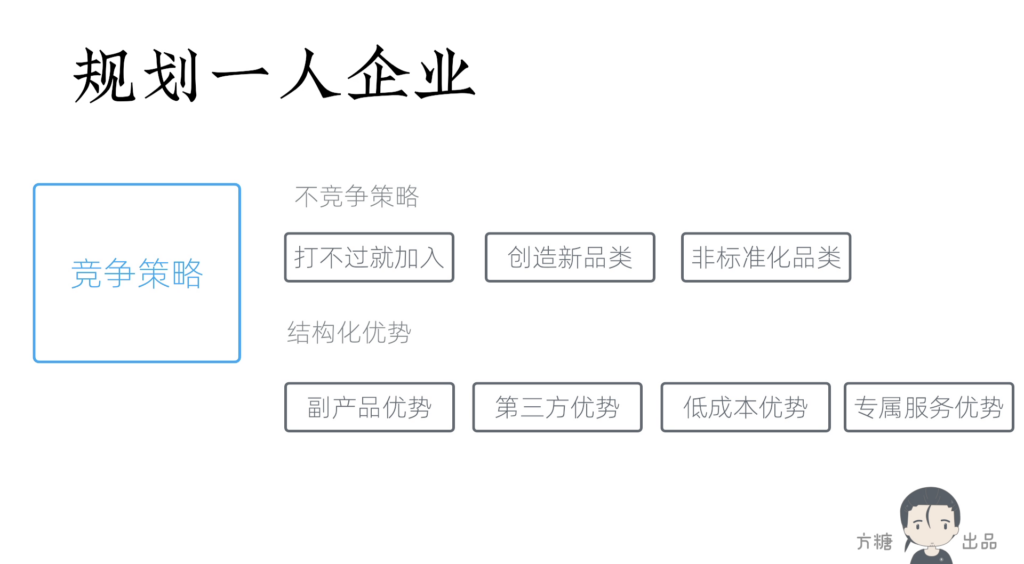 规划一人企业
竞争策略
不竞争策略
打不过就加入
创造新品类
非标准化品类
结构化优势
副产品优势
第三方优势
低成本优势
专属服务优势
方糖 出品